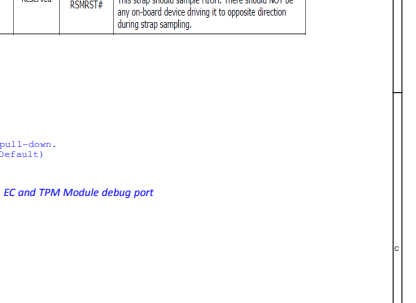 Reserved
RSMRST#
This strap should sample HIGH. There should NOT be
any on-board device driving it to opposite direction
during strap sampling.
pull-down.
Default)
EC and TPM Module debug port
C